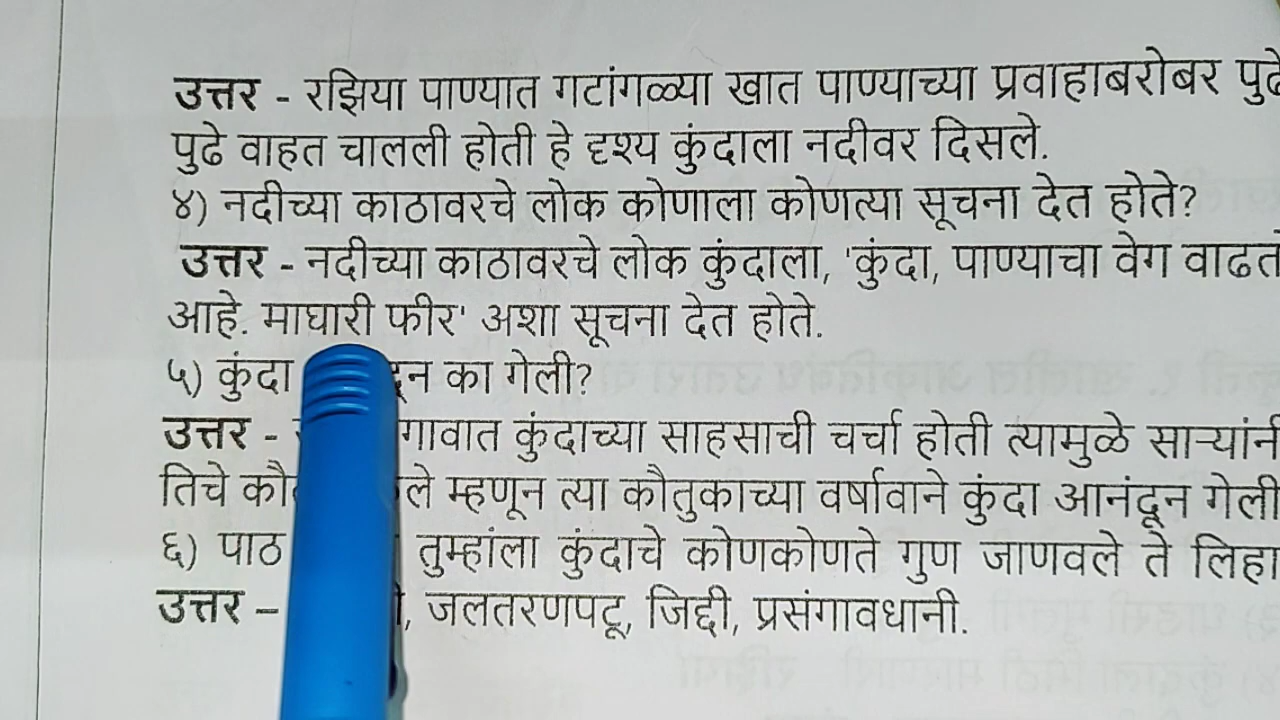 उत्तर - रझिया पाण्यात गटांगळ्या खात पाण्याच्या प्रवाहाबरोबर पुढे
पुढे वाहत चालली होती हे दृश्य कुंदाला नदीवर दिसले.
४) नदीच्या काठावरचे लोक कोणाला कोणत्या सूचना देत होते?
उत्तर - नदीच्या काठावरचे लोक कुंदाला, 'कुंदा, पाण्याचा वेग वाढत
आहे. माघारी फीर' अशा सूचना देत होते.
५) कुंदा का गेली?
उत्तर - गावात कुंदाच्या साहसाची चर्चा होती त्यामुळे साऱ्यांनी
तिचे म्हणून त्या कौतुकाच्या वर्षावाने कुंदा आनंदून गेली
६) पाठ तुम्हांला कुंदाचे कोणकोणते गुण जाणवले ते लिहा
उत्तर – जलतरणपटू, जिद्दी, प्रसंगावधानी.